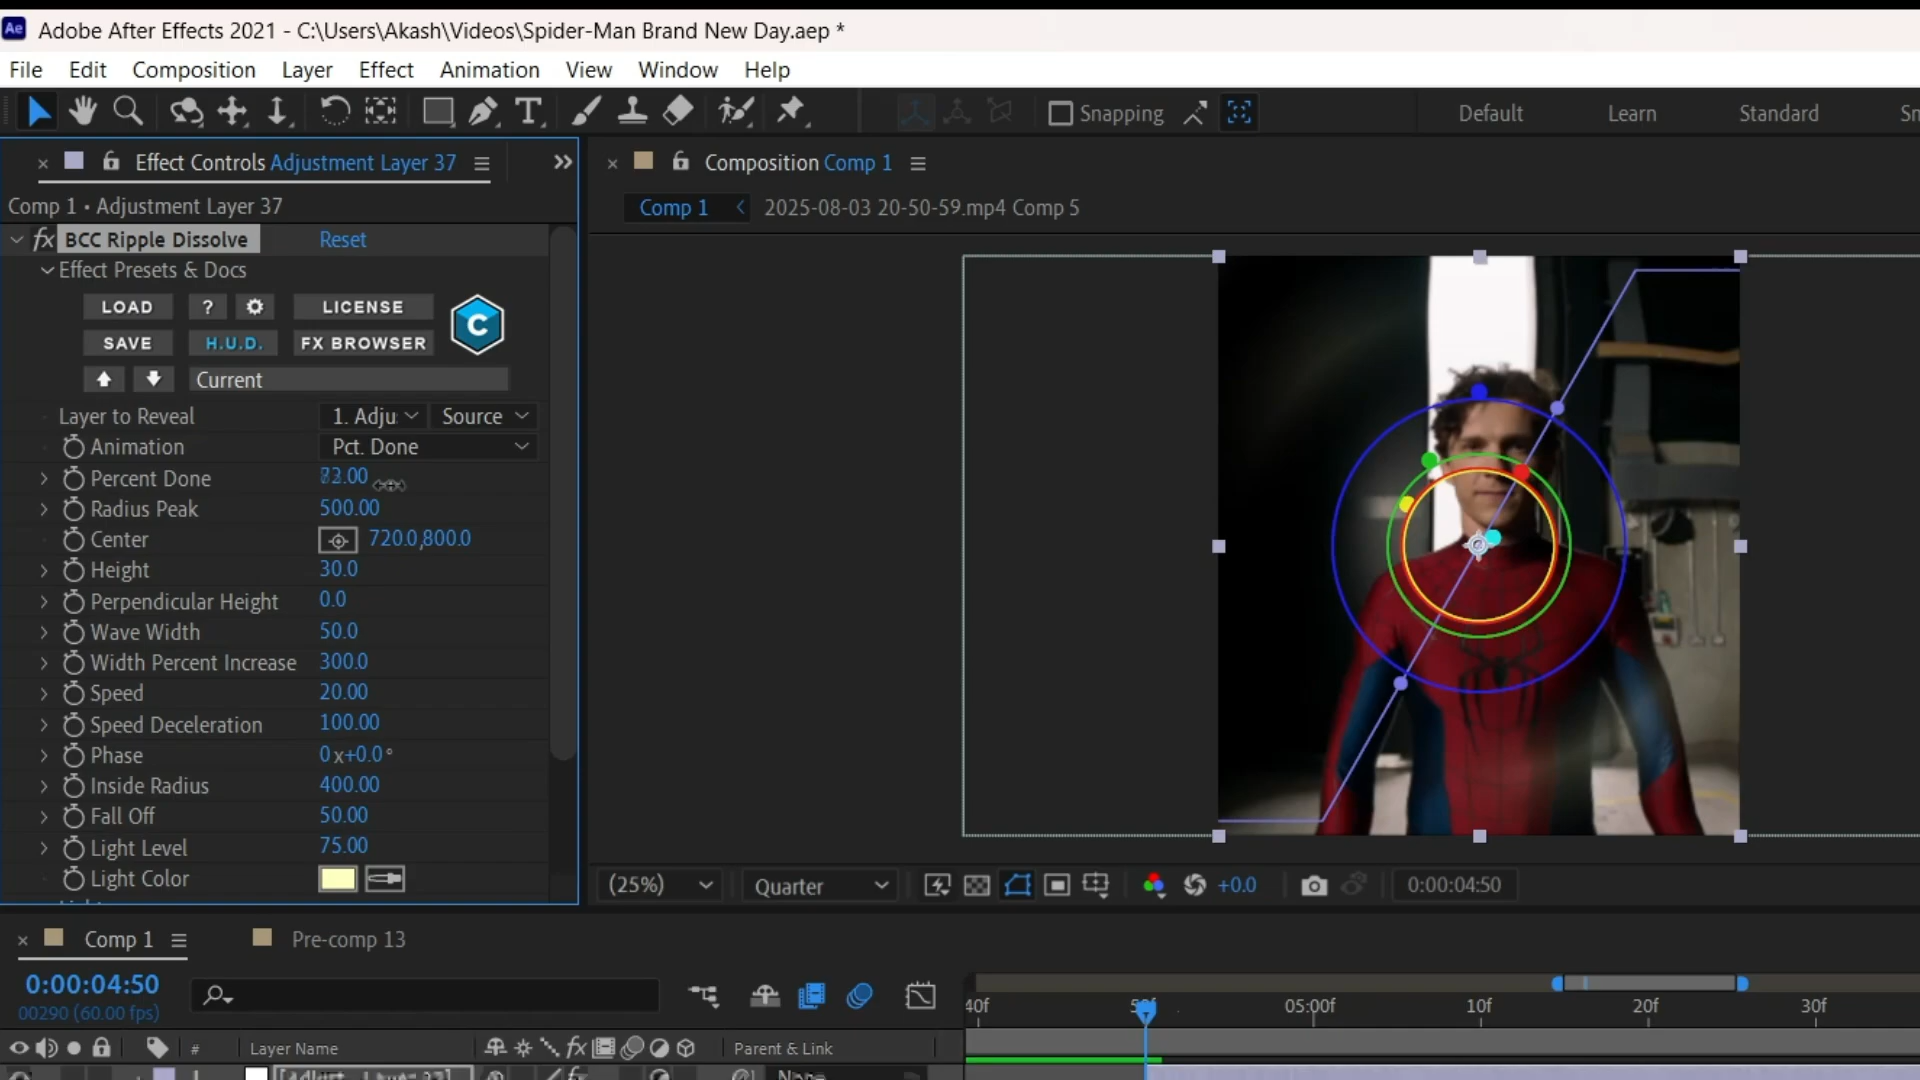 Ae Adobe After Effects 2021 - C:\Users\Akash\Videos\Spider-Man Brand New Day.aep *
File Edit Composition Layer Effect Animation View Window Help
Snapping Default Learn Standard
Effect Controls Adjustment Layer 37
Composition Comp 1
Comp 1 • Adjustment Layer 37
Comp 1 2025-08-03 20-50-59.mp4 Comp 5
fx BCC Ripple Dissolve Reset
Effect Presets & Docs
LOAD ? LICENSE
SAVE H.U.D. FX BROWSER
C
Current
Layer to Reveal 1. Adju Source
Animation Pct. Done
Percent Done
Radius Peak 500.00
Center 720.0,800.0
Height 30.0
Perpendicular Height 0.0
Wave Width 50.0
Width Percent Increase 300.0
Speed 20.00
Speed Deceleration 100.00
Phase 0x+0.0°
Inside Radius 400.00
Fall Off 50.00
Light Level 75.00
Light Color
(25%) Quarter +0.0 0:00:04:50
Comp 1 Pre-comp 13
0:00:04:50
00290 (60.00 fps)
40f 50f 05:00f 10f 20f 30f
# Layer Name fx Parent & Link